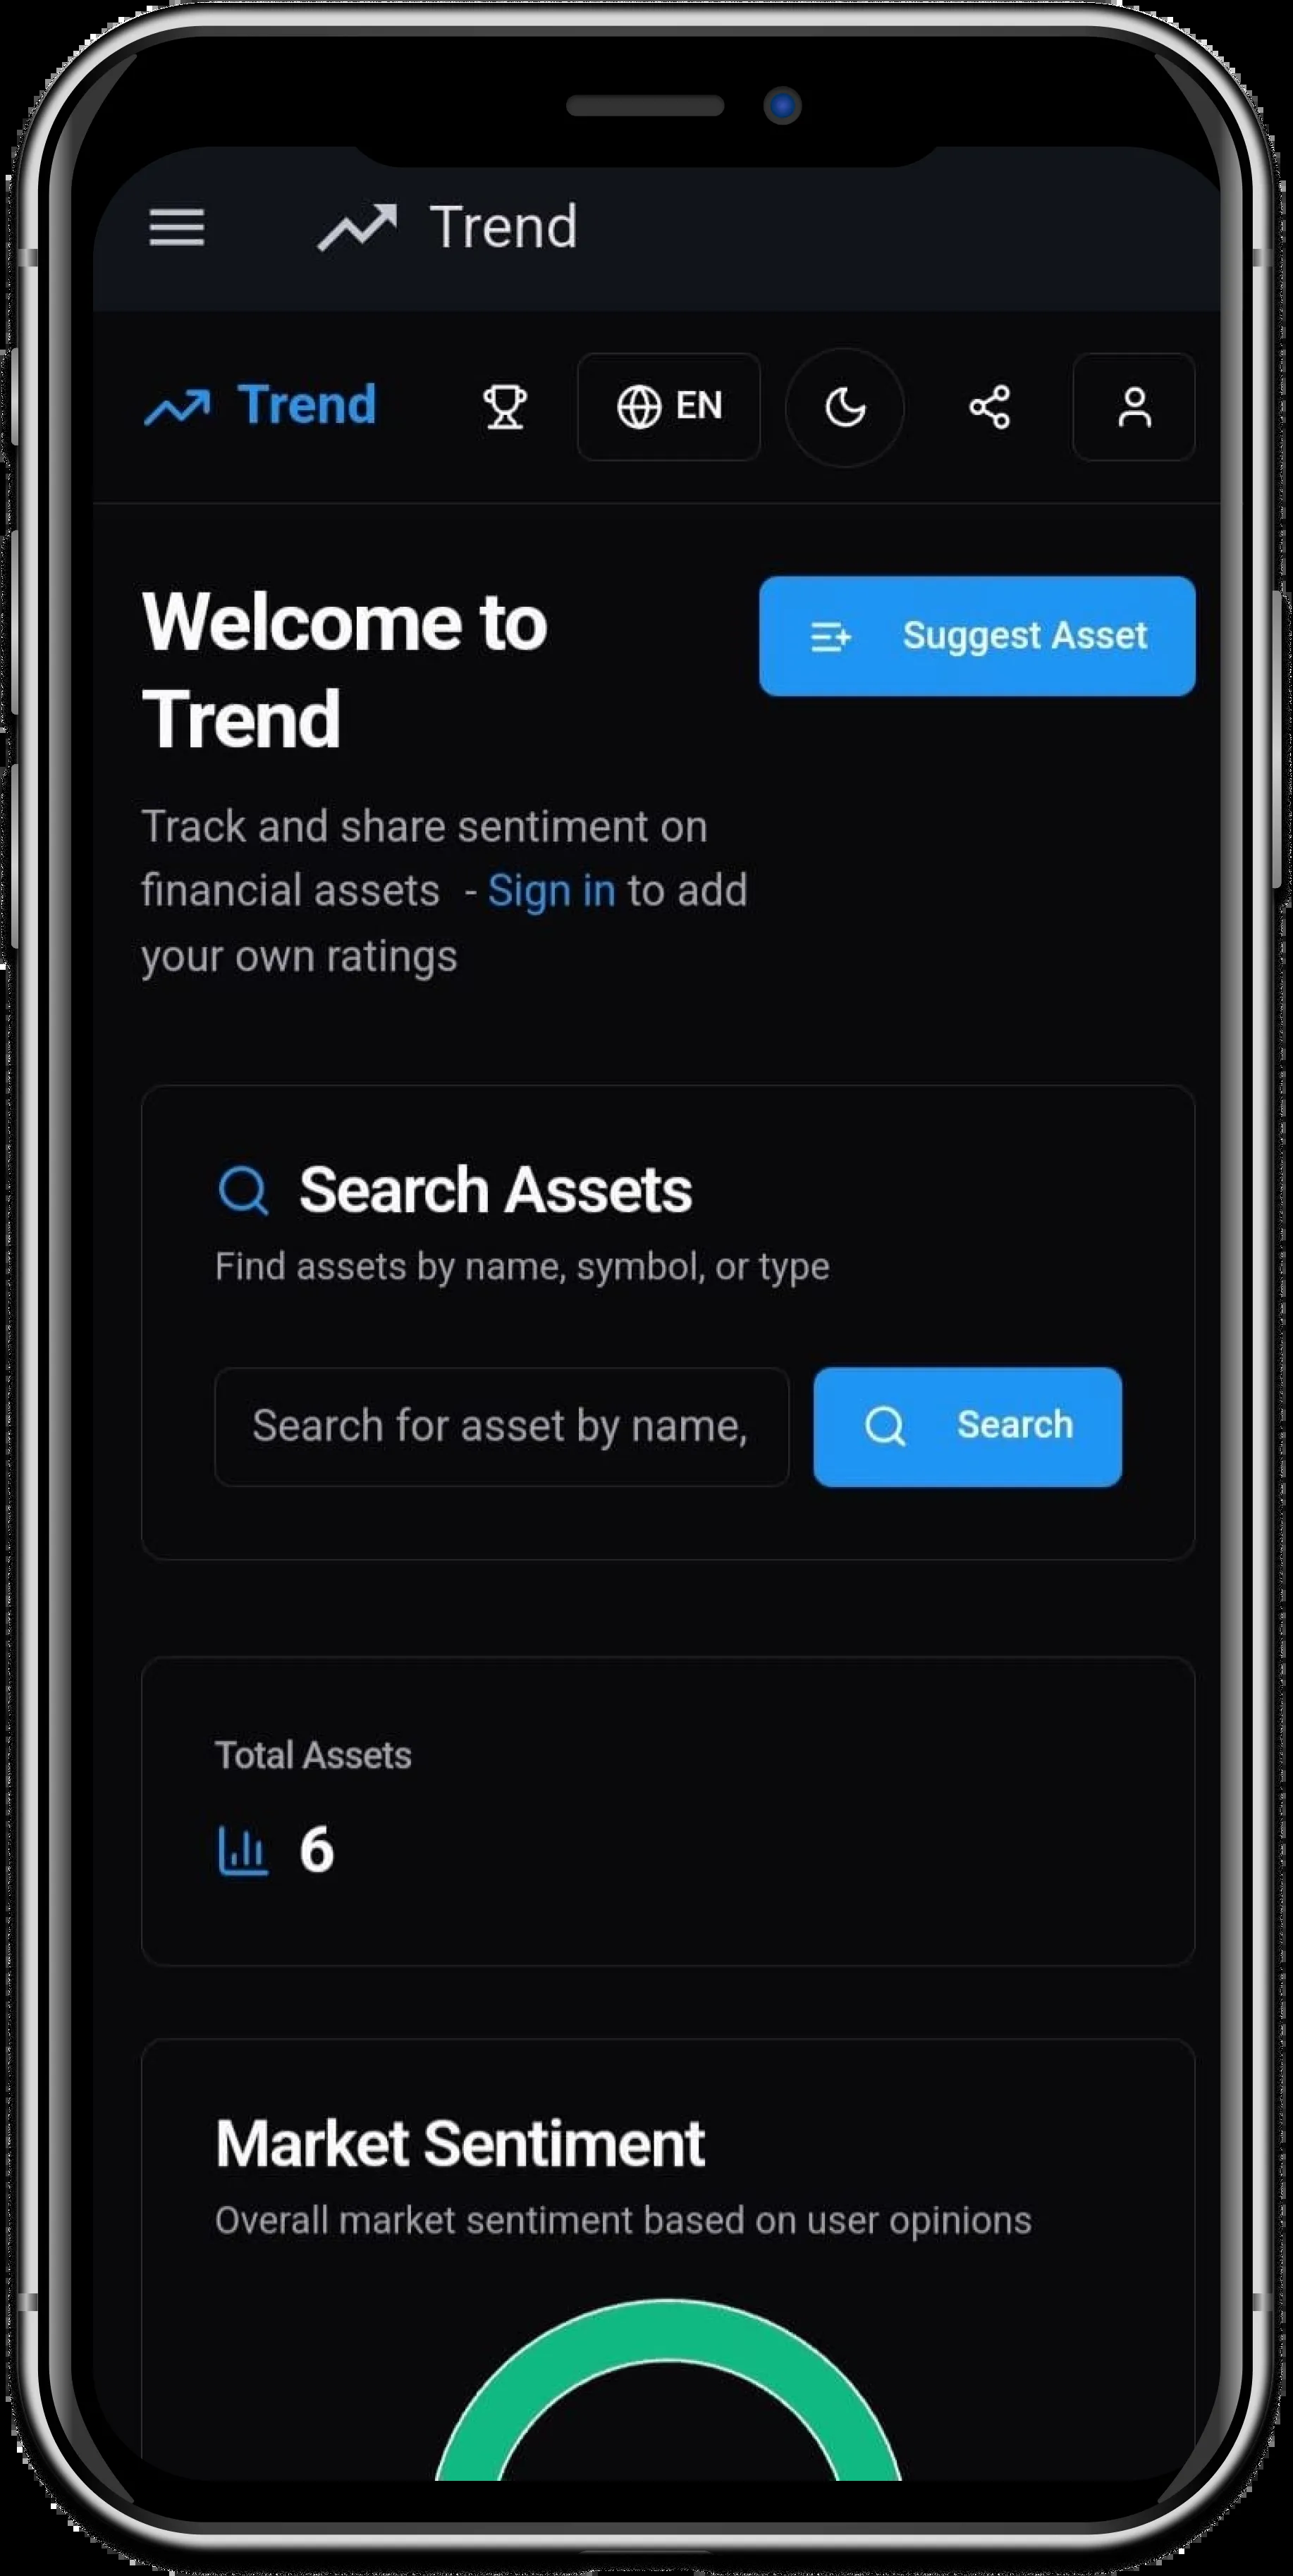 Trend
Trend
EN
Welcome to
Trend
Suggest Asset
Track and share sentiment on
financial assets - Sign in to add
your own ratings
Search Assets
Find assets by name, symbol, or type
Search for asset by name,
Search
Total Assets
6
Market Sentiment
Overall market sentiment based on user opinions